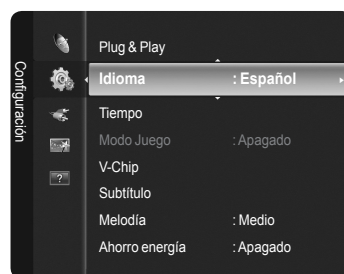 Configuración
Plug & Play
Idioma : Español
Tiempo
Modo Juego : Apagado
V-Chip
Subtítulo
Melodía : Medio
Ahorro energía : Apagado
?